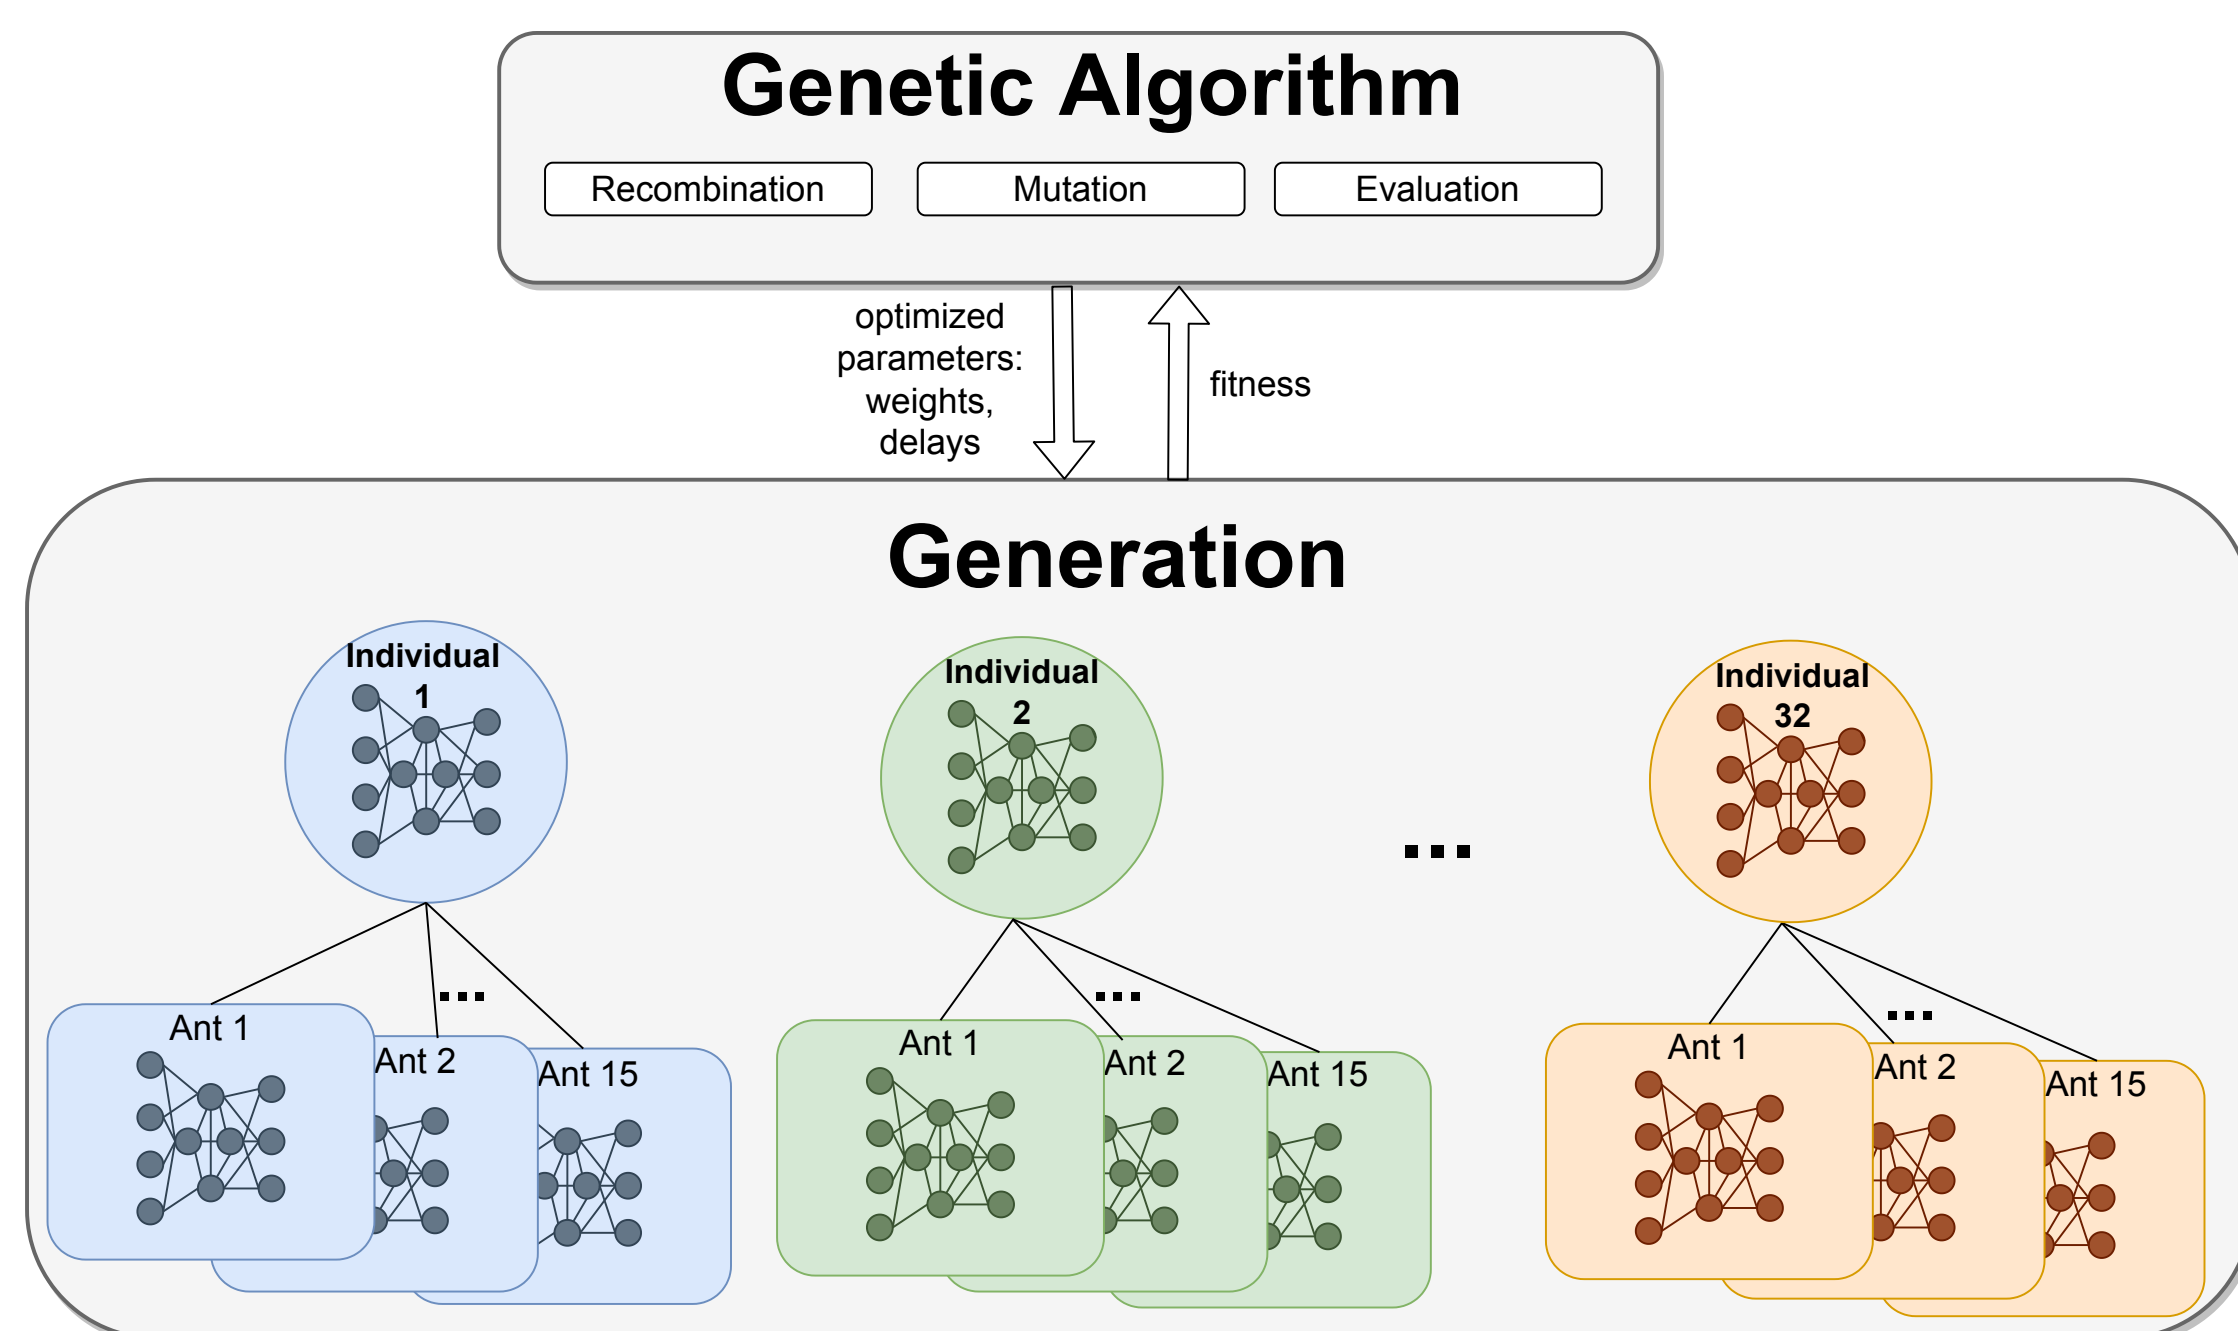 Genetic Algorithm
Recombination
Mutation
Evaluation
optimized
parameters:
weights,
delays
fitness
Generation
Individual
1
Individual
2
Individual
32
...
...
...
...
Ant 1
Ant 2
Ant 15
Ant 1
Ant 2
Ant 15
Ant 1
Ant 2
Ant 15